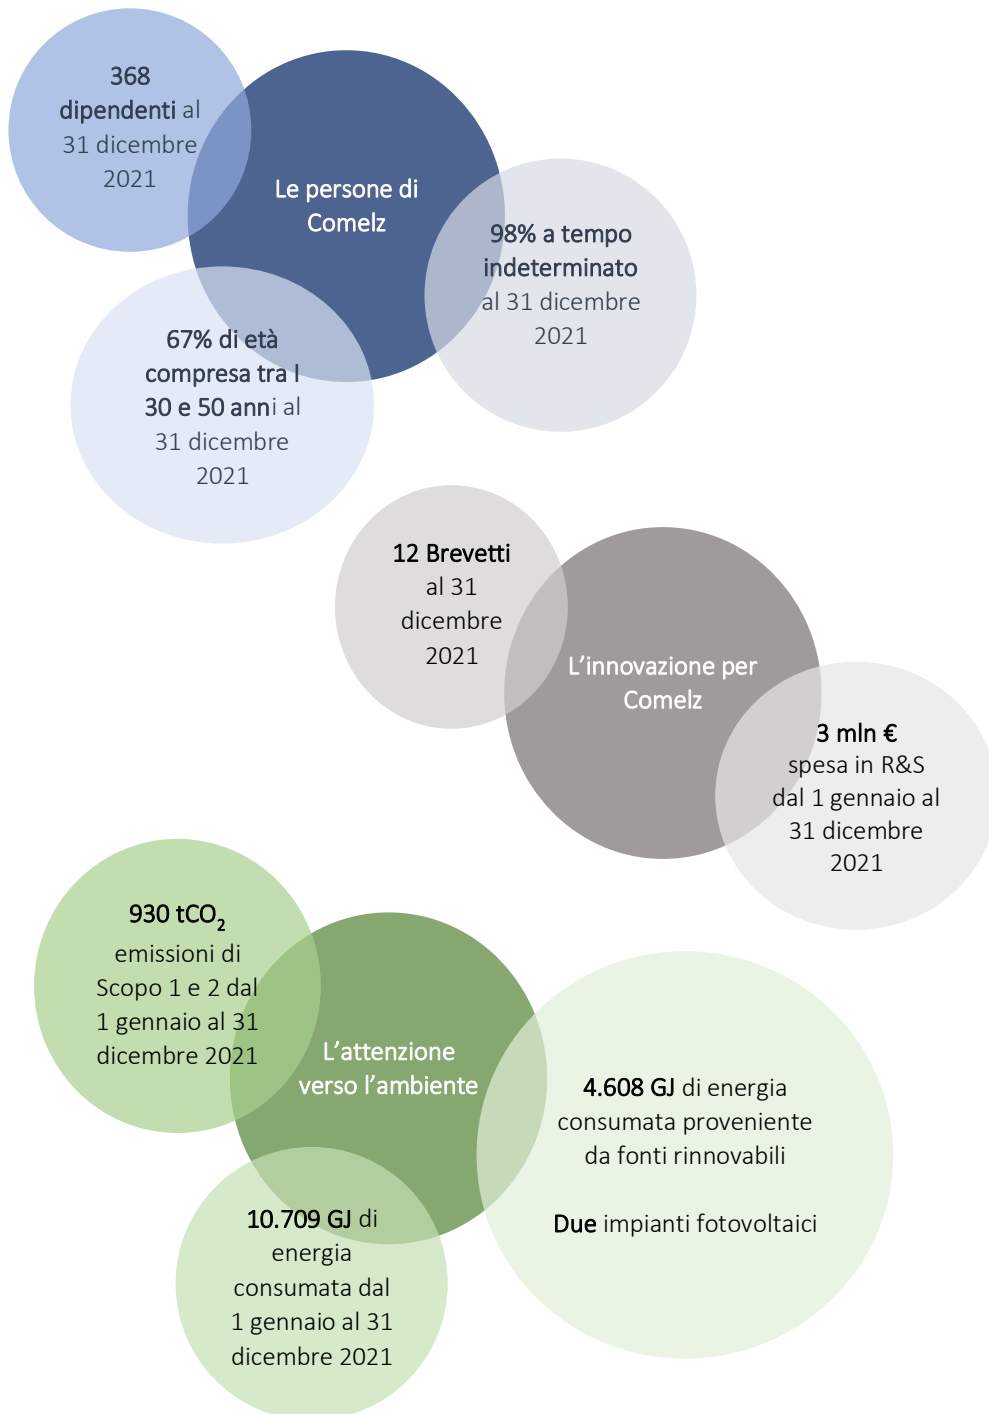 368
dipendenti al
31 dicembre
2021
Le persone di
Comelz
98% a tempo
indeterminato
al 31 dicembre
2021
67% di età
compresa tra I
30 e 50 anni al
31 dicembre
2021
12 Brevetti
al 31
dicembre
2021
L’innovazione per
Comelz
3 mln €
spesa in R&S
dal 1 gennaio al
31 dicembre
2021
930 tCO₂
emissioni di
Scopo 1 e 2 dal
1 gennaio al 31
dicembre 2021
L’attenzione
verso l’ambiente
4.608 GJ di energia
consumata proveniente
da fonti rinnovabili
Due impianti fotovoltaici
10.709 GJ di
energia
consumata dal
1 gennaio al 31
dicembre 2021